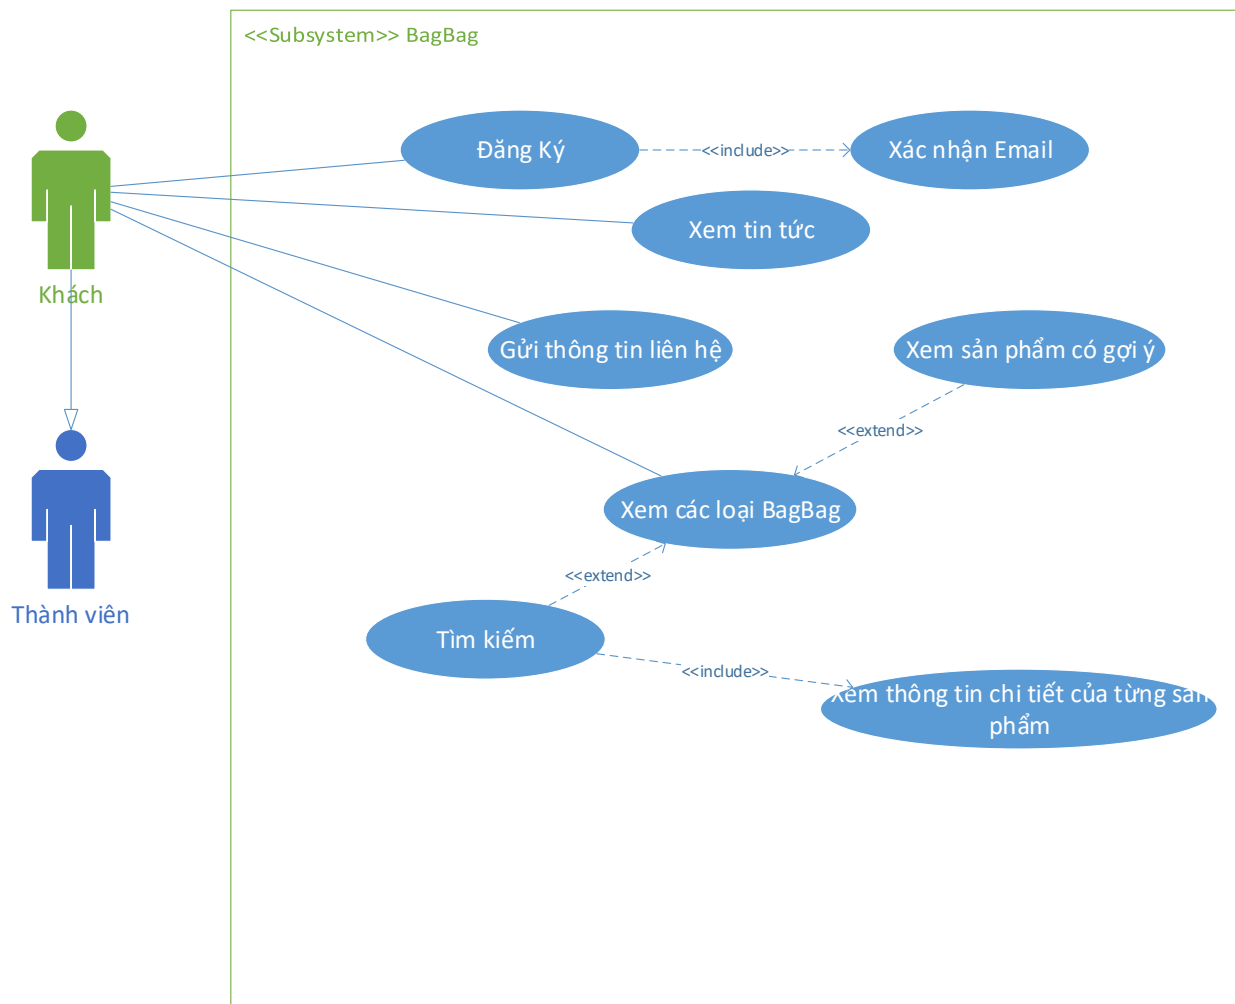 <<Subsystem>> BagBag
Đăng Ký
<<include>>
Xác nhận Email
Xem tin tức
Khách
Gửi thông tin liên hệ
Xem sản phẩm có gợi ý
<<extend>>
Xem các loại BagBag
<<extend>>
Thành viên
Tìm kiếm
<<include>>
Xem thông tin chi tiết của từng sản
phẩm